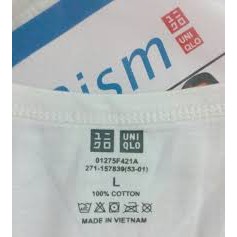 ism
ユニ
クロ
UNI
QLO
ユニ UNI
クロ QLO
01275F421A
271-157839(53-01)
L
100% COTTON
MADE IN VIETNAM